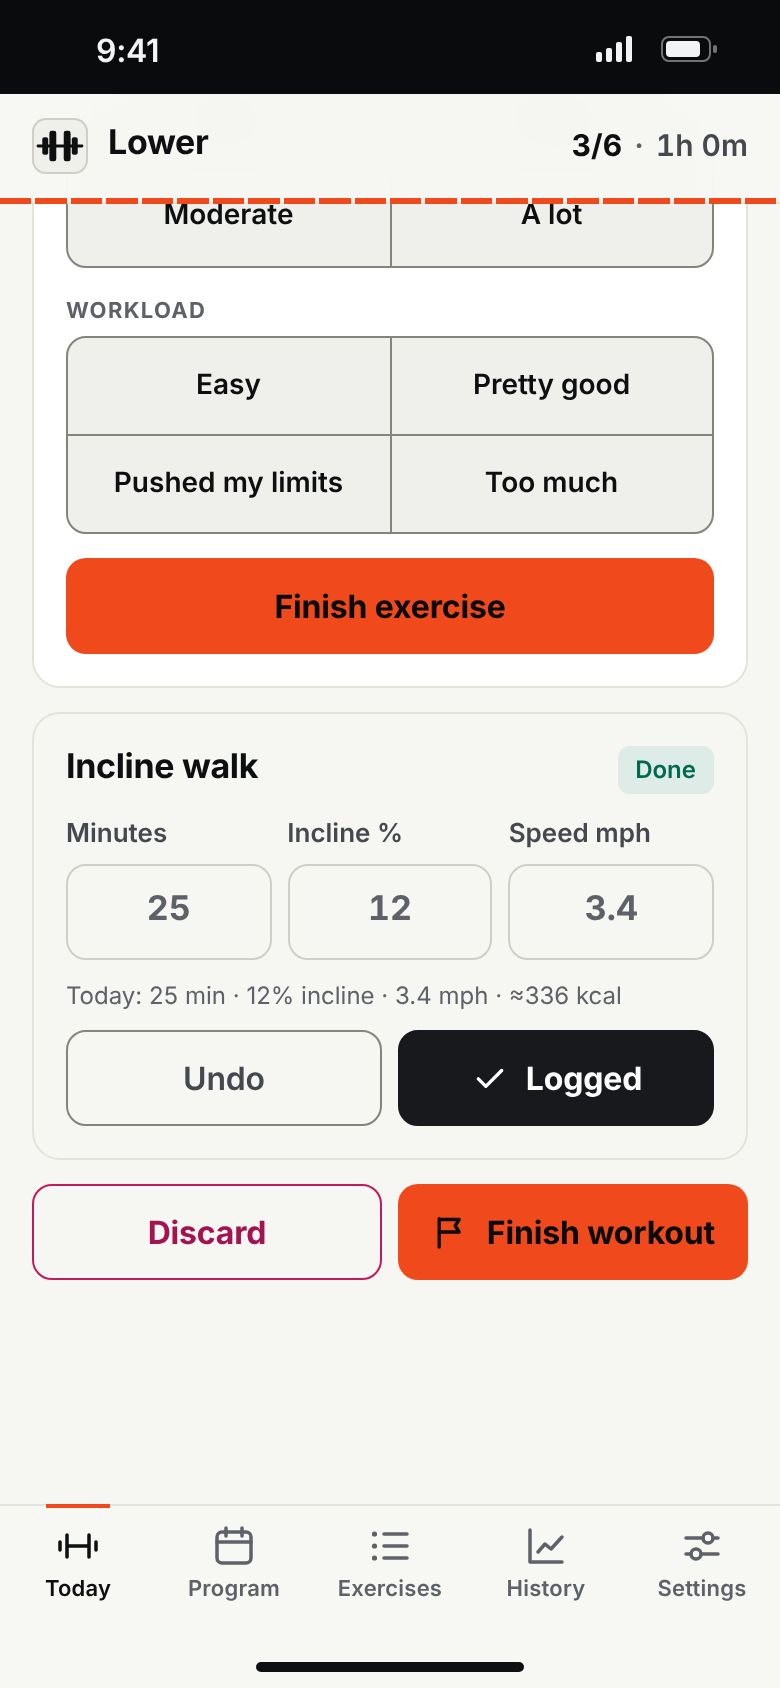 9:41
Lower
3/6 · 1h 0m
Moderate
A lot
WORKLOAD
Easy
Pretty good
Pushed my limits
Too much
Finish exercise
Incline walk
Done
Minutes
Incline %
Speed mph
25
12
3.4
Today: 25 min · 12% incline · 3.4 mph · ≈336 kcal
Undo
Logged
Discard
Finish workout
Today
Program
Exercises
History
Settings